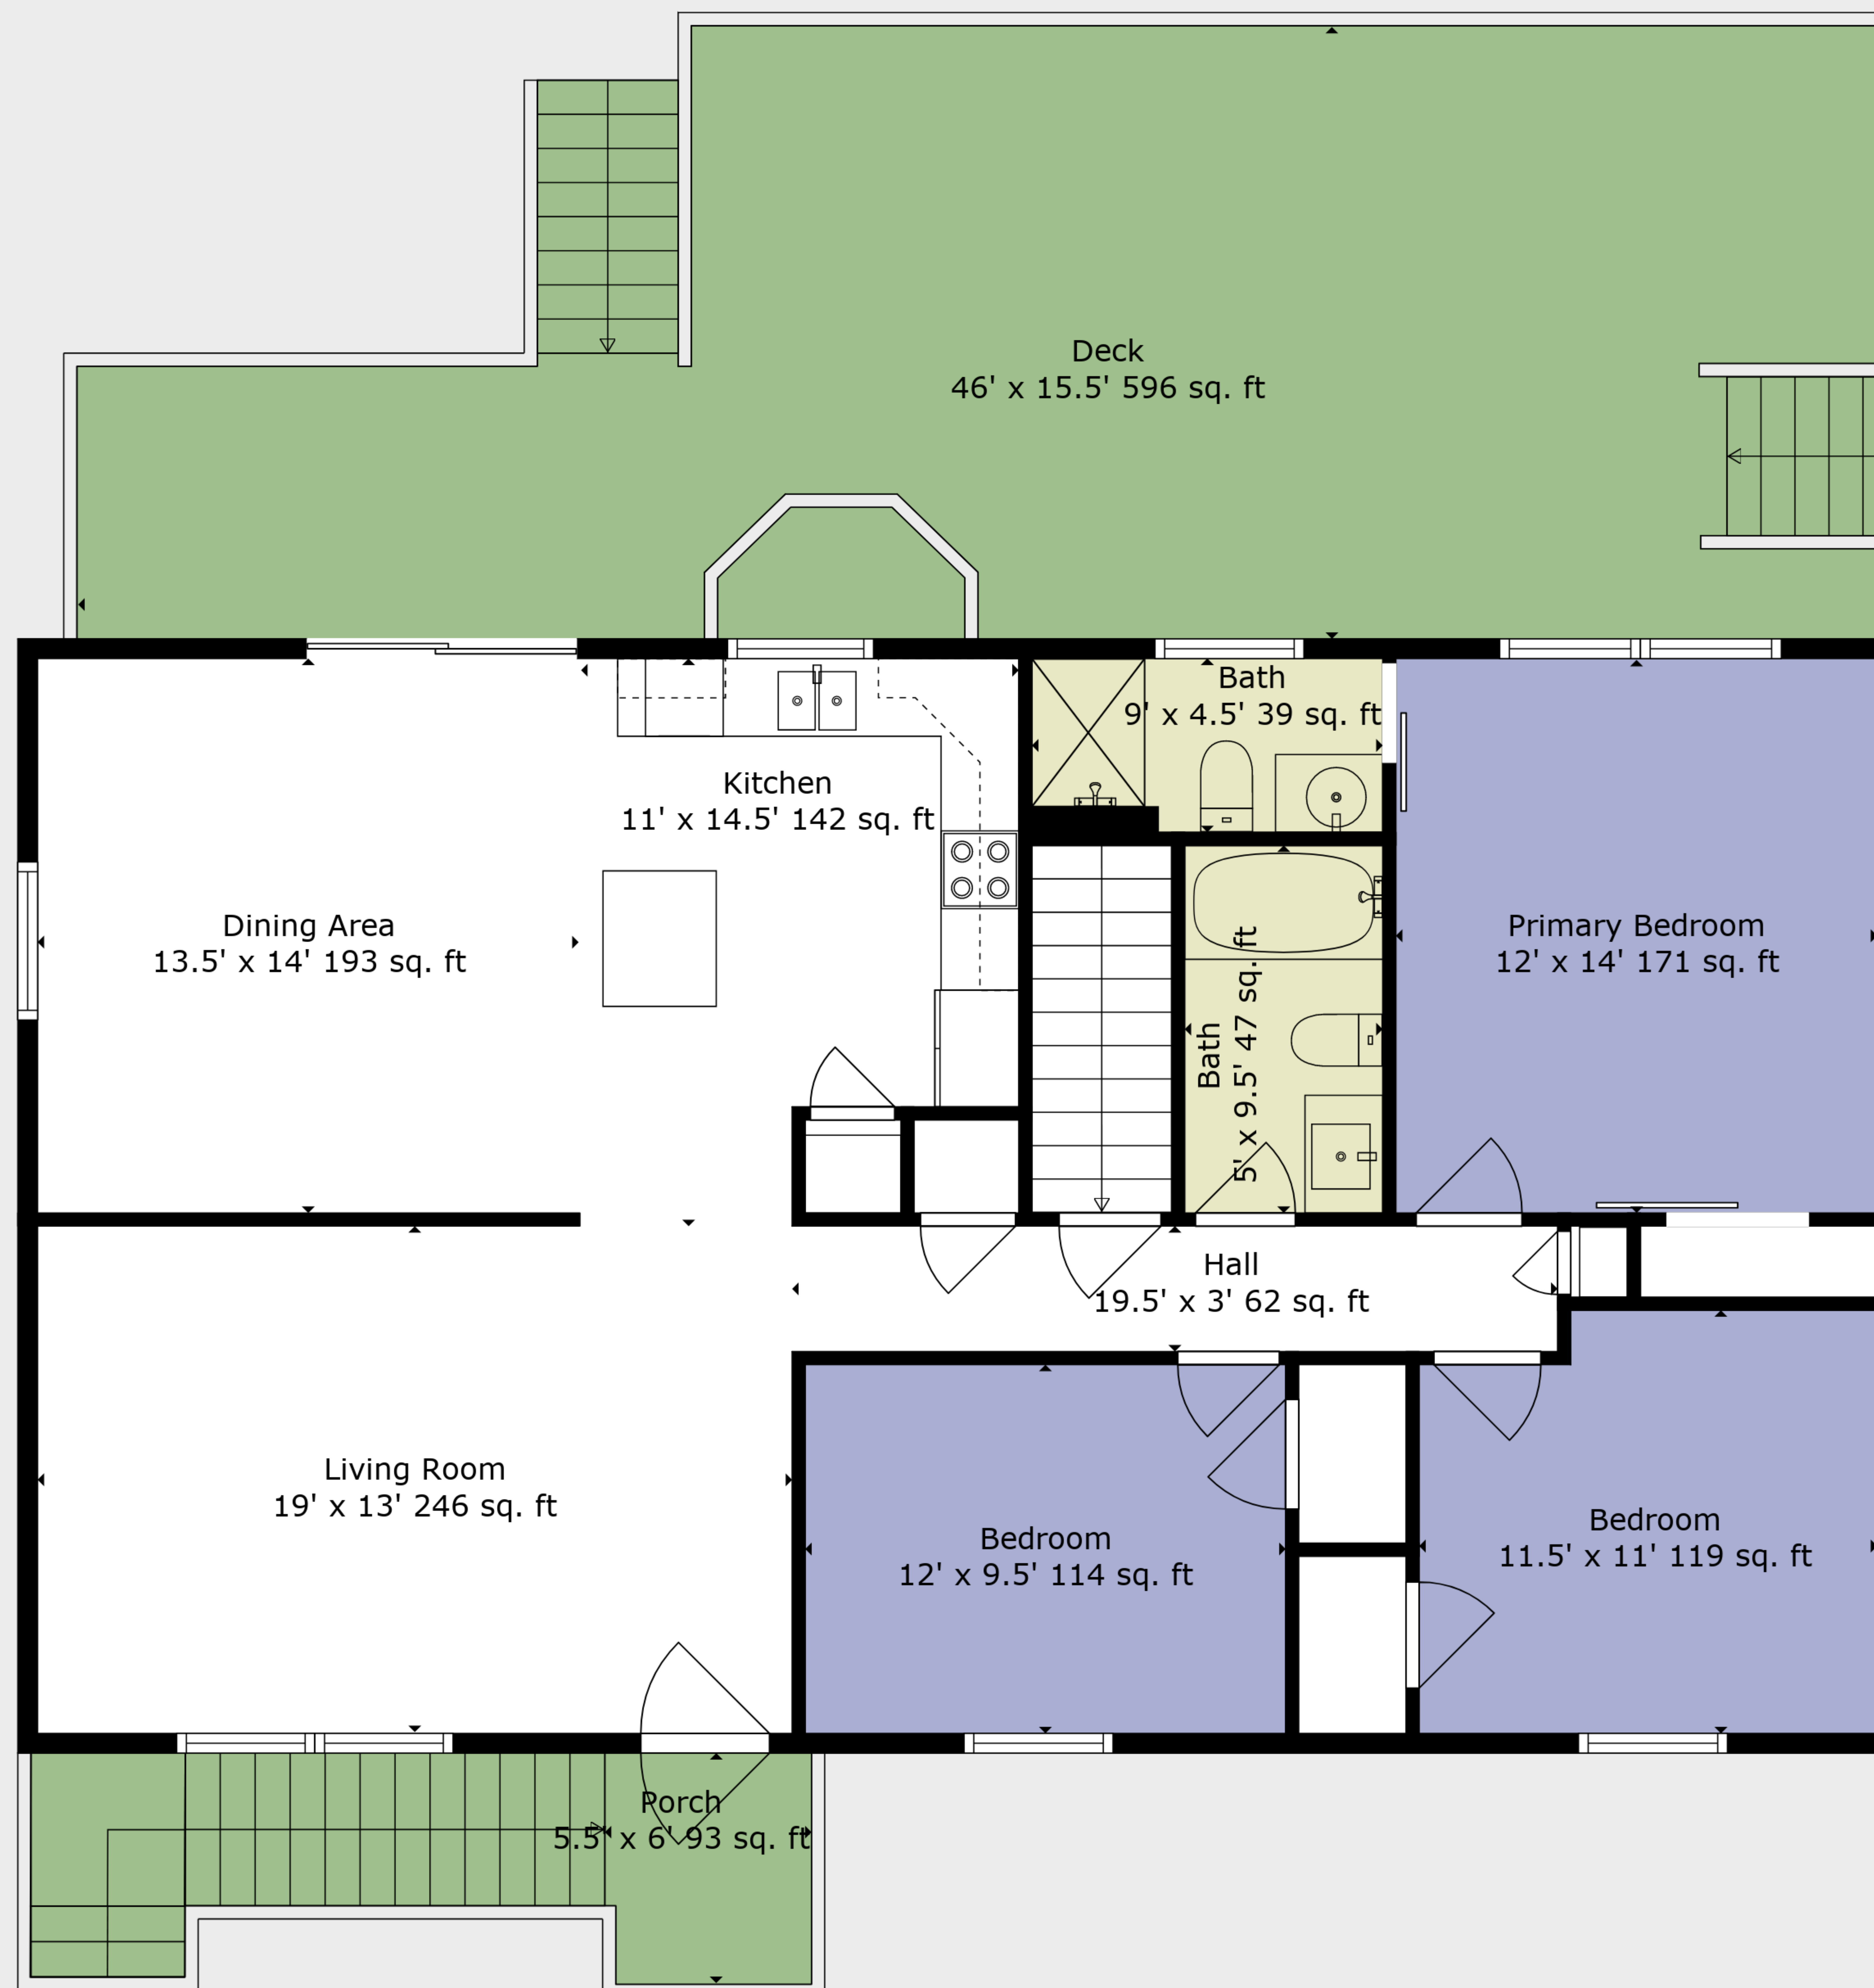 Deck
46' x 15.5' 596 sq. ft
Bath
9' x 4.5' 39 sq. ft
Kitchen
11' x 14.5' 142 sq. ft
Dining Area
13.5' x 14' 193 sq. ft
Primary Bedroom
12' x 14' 171 sq. ft
Bath
5' x 9.5' 47 sq. ft
Hall
19.5' x 3' 62 sq. ft
Living Room
19' x 13' 246 sq. ft
Bedroom
12' x 9.5' 114 sq. ft
Bedroom
11.5' x 11' 119 sq. ft
Porch
5.5' x 6' 93 sq. ft